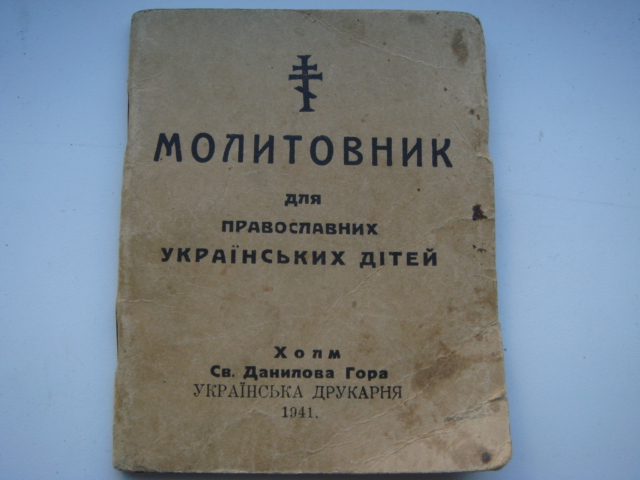 МОЛИТОВНИК
для
ПРАВОСЛАВНИХ
УКРАЇНСЬКИХ ДІТЕЙ
Холм
Св. Данилова Гора
УКРАЇНСЬКА ДРУКАРНЯ
1941.